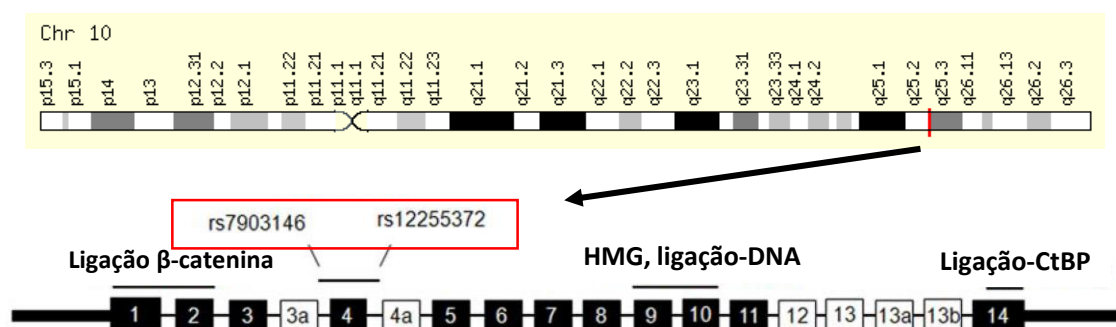 Chr 10
p15.3 p15.1 p14 p13 p12.31 p12.2 p12.1 p11.22 p11.21 p11.1 q11.1 q11.21 q11.22 q11.23 q21.1 q21.2 q21.3 q22.1 q22.2 q22.3 q23.1 q23.31 q23.33 q24.1 q24.2 q25.1 q25.2 q25.3 q26.11 q26.13 q26.2 q26.3
rs7903146 rs12255372
Ligação β-catenina HMG, ligação-DNA Ligação-CtBP
1 2 3 3a 4 4a 5 6 7 8 9 10 11 12 13 13a 13b 14